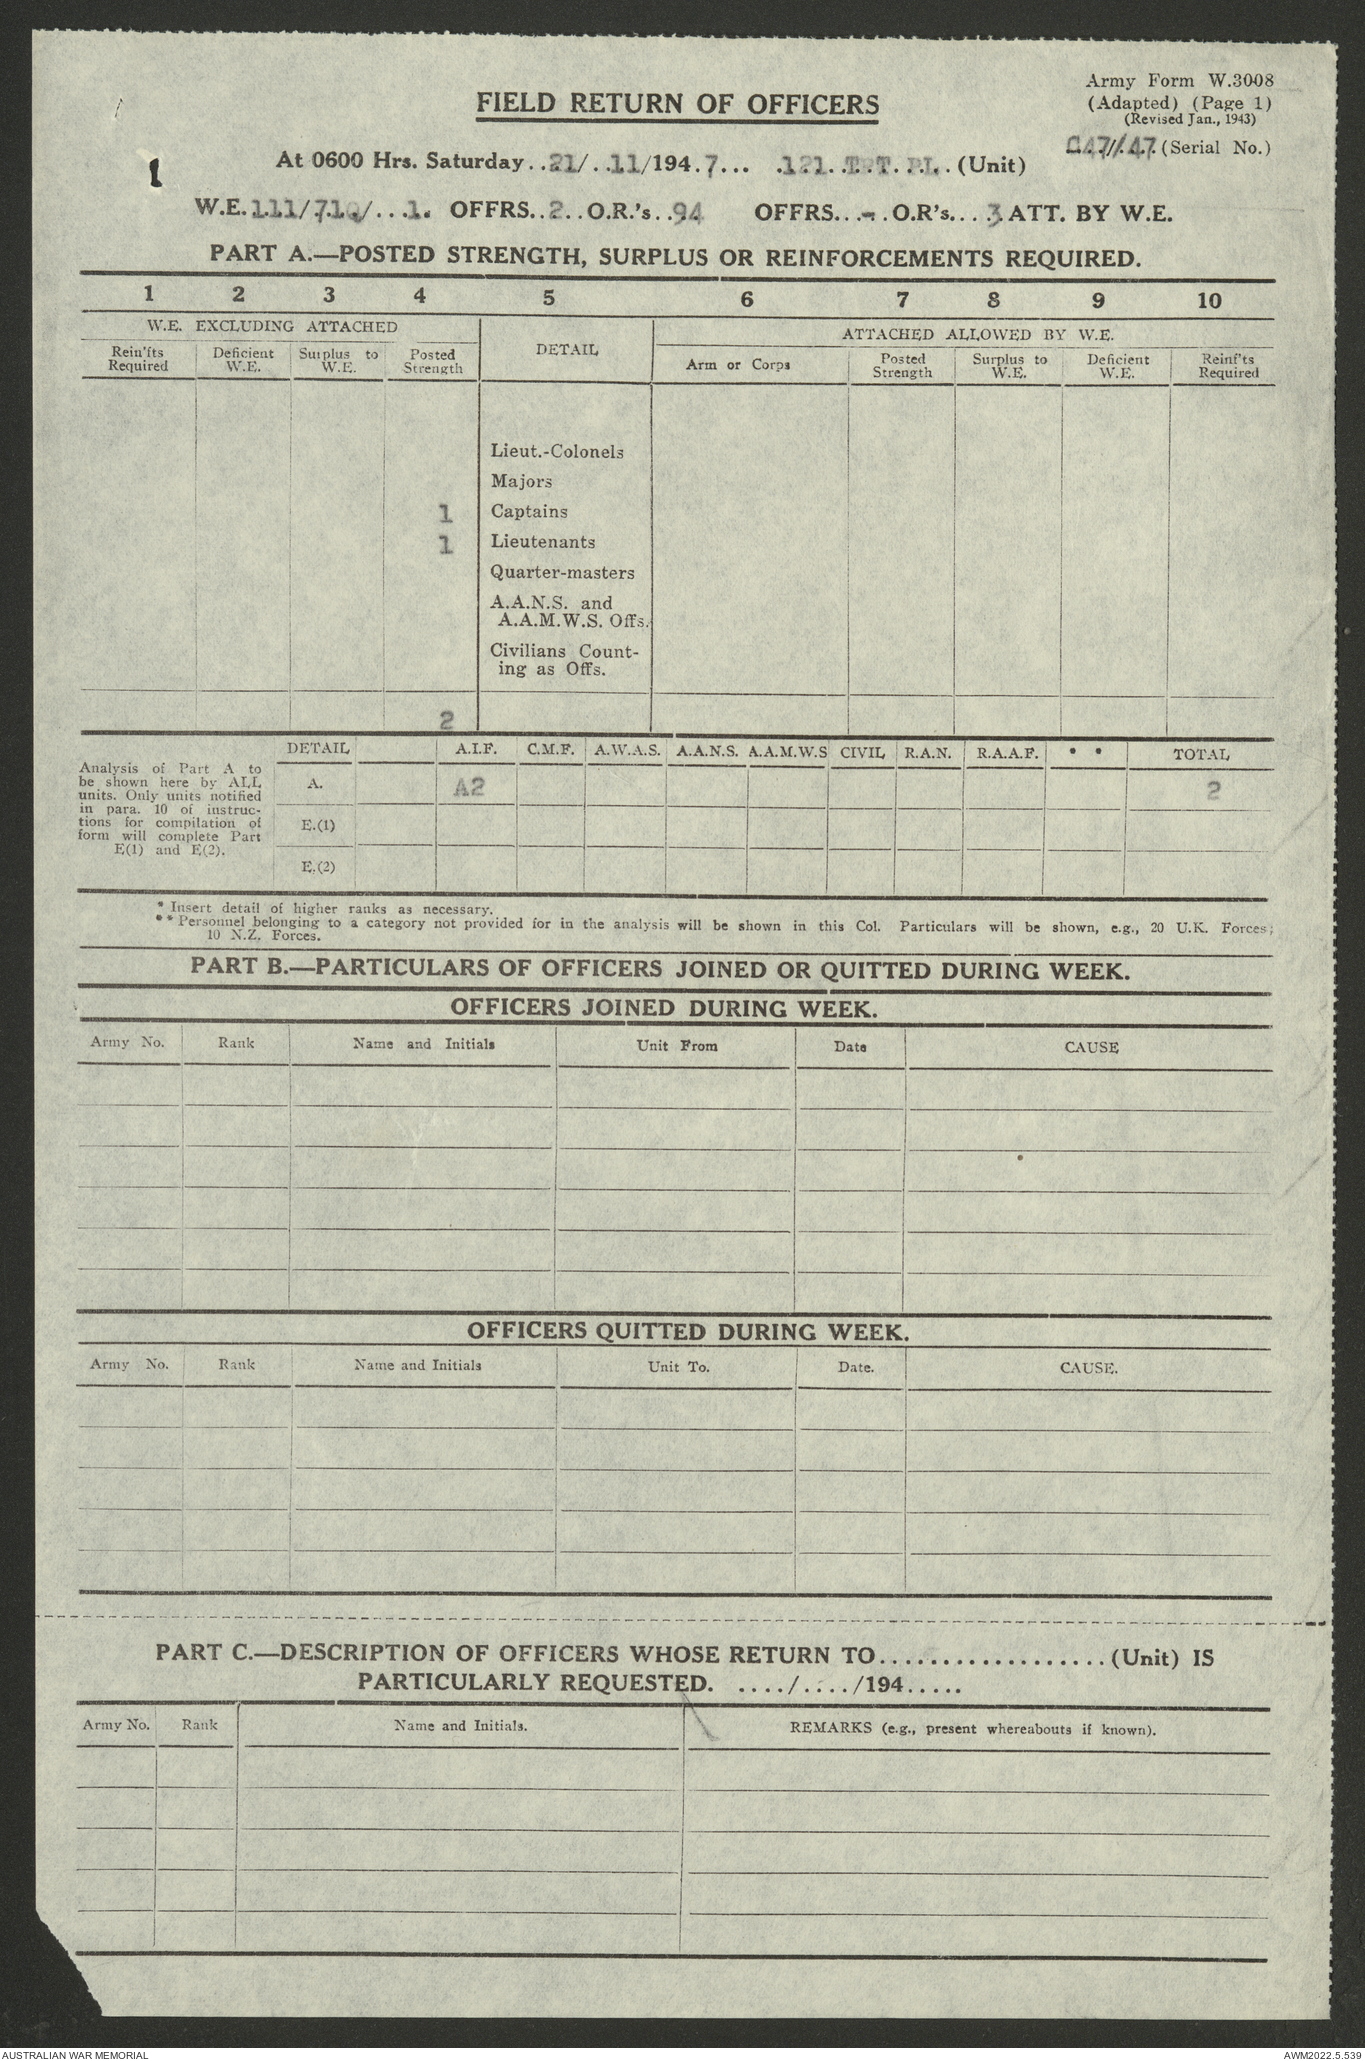 Army Form W.3008
FIELD RETURN OF OFFICERS
(Adapted) (Page 1)
(Revised Jan., 1943)
C47//47. (Serial No.)
1
At 0600 Hrs. Saturday..21/..11/194.7... .121..TPT.PL..(Unit)
W.E.111/71Q/...1. OFFRS..2..O.R.'s..94 OFFRS...-.O.R's....3.ATT. BY W.E.
PART A.—POSTED STRENGTH, SURPLUS OR REINFORCEMENTS REQUIRED.
1 2 3 4 5 6 7 8 9 10
W.E. EXCLUDING ATTACHED DETAIL ATTACHED ALLOWED BY W.E.
Rein'fts Required Deficient W.E. Surplus to W.E. Posted Strength Arm or Corps Posted Strength Surplus to W.E. Deficient W.E. Reinf'ts Required
Lieut.-Colonels
Majors
1 Captains
1 Lieutenants
Quarter-masters
A.A.N.S. and
A.A.M.W.S. Offs.
Civilians Count-
ing as Offs.
2
DETAIL A.I.F. C.M.F. A.W.A.S. A.A.N.S. A.A.M.W.S CIVIL R.A.N. R.A.A.F. * * TOTAL
Analysis of Part A to
be shown here by ALL
units. Only units notified
in para. 10 of instruc-
tions for compilation of
form will complete Part
E(1) and E(2).
A. A2 2
E.(1)
E.(2)
* Insert detail of higher ranks as necessary.
** Personnel belonging to a category not provided for in the analysis will be shown in this Col. Particulars will be shown, e.g., 20 U.K. Forces;
10 N.Z. Forces.
PART B.—PARTICULARS OF OFFICERS JOINED OR QUITTED DURING WEEK.
OFFICERS JOINED DURING WEEK.
Army No. Rank Name and Initials Unit From Date CAUSE
OFFICERS QUITTED DURING WEEK.
Army No. Rank Name and Initials Unit To. Date. CAUSE.
PART C.—DESCRIPTION OF OFFICERS WHOSE RETURN TO..................(Unit) IS
PARTICULARLY REQUESTED. ..../..../194.....
Army No. Rank Name and Initials. REMARKS (e.g., present whereabouts if known).
AUSTRALIAN WAR MEMORIAL AWM2022.5.539